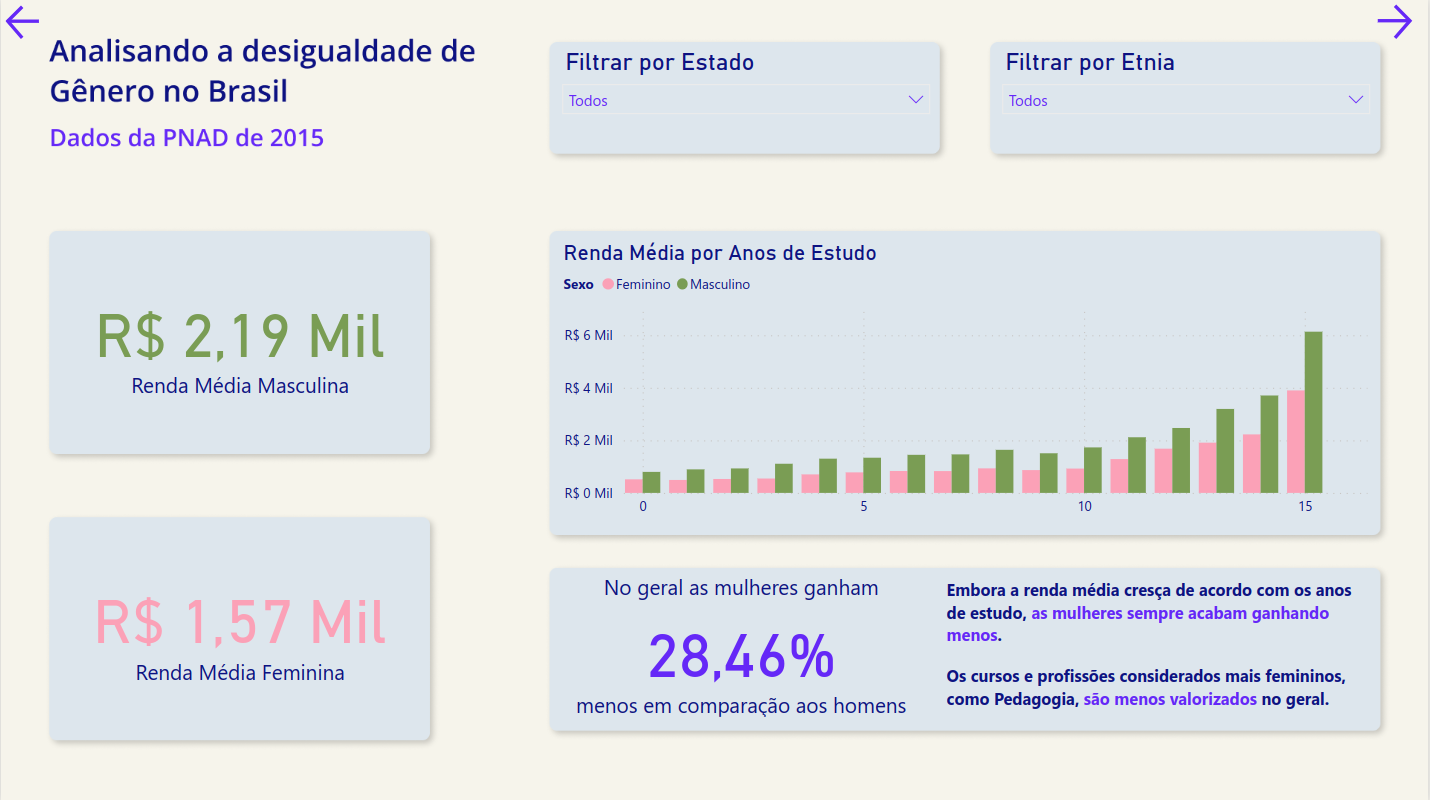 Analisando a desigualdade de
Gênero no Brasil
Dados da PNAD de 2015
Filtrar por Estado
Todos
Filtrar por Etnia
Todos
R$ 2,19 Mil
Renda Média Masculina
R$ 1,57 Mil
Renda Média Feminina
Renda Média por Anos de Estudo
Sexo Feminino Masculino
R$ 6 Mil
R$ 4 Mil
R$ 2 Mil
R$ 0 Mil
0 5 10 15
No geral as mulheres ganham
28,46%
menos em comparação aos homens
Embora a renda média cresça de acordo com os anos
de estudo, as mulheres sempre acabam ganhando
menos.
Os cursos e profissões considerados mais femininos,
como Pedagogia, são menos valorizados no geral.